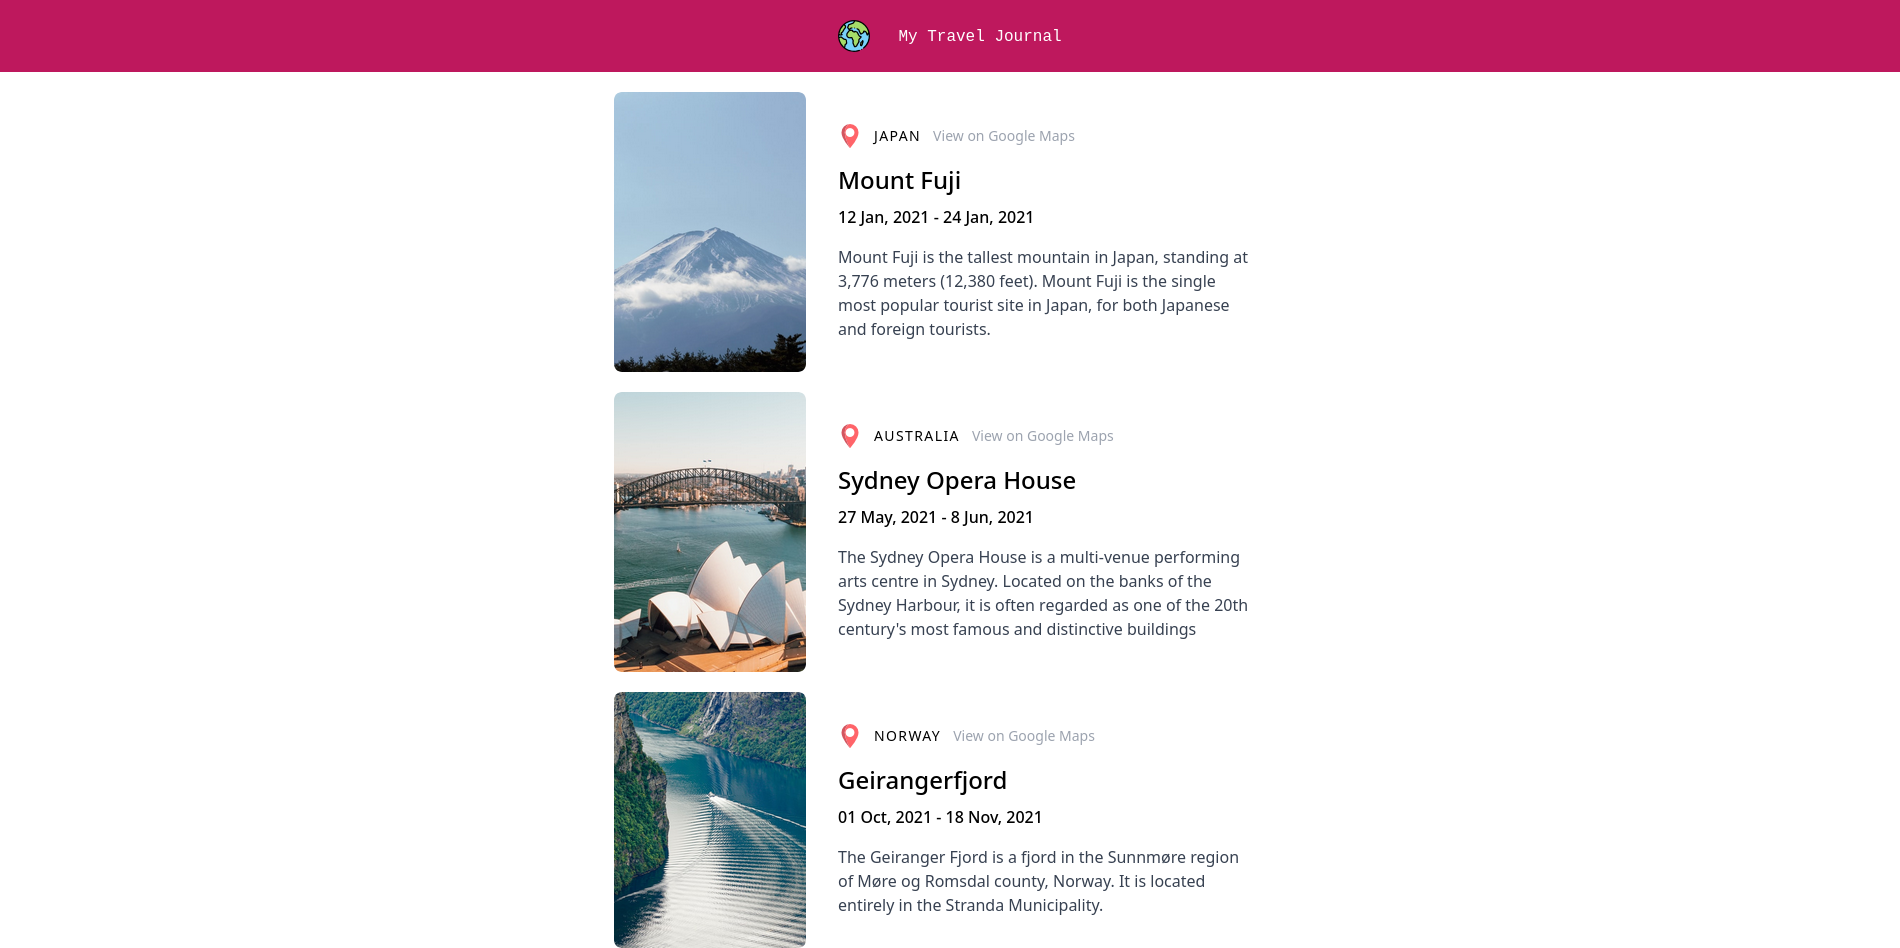 My Travel Journal
JAPAN View on Google Maps
Mount Fuji
12 Jan, 2021 - 24 Jan, 2021
Mount Fuji is the tallest mountain in Japan, standing at
3,776 meters (12,380 feet). Mount Fuji is the single
most popular tourist site in Japan, for both Japanese
and foreign tourists.
AUSTRALIA View on Google Maps
Sydney Opera House
27 May, 2021 - 8 Jun, 2021
The Sydney Opera House is a multi-venue performing
arts centre in Sydney. Located on the banks of the
Sydney Harbour, it is often regarded as one of the 20th
century's most famous and distinctive buildings
NORWAY View on Google Maps
Geirangerfjord
01 Oct, 2021 - 18 Nov, 2021
The Geiranger Fjord is a fjord in the Sunnmøre region
of Møre og Romsdal county, Norway. It is located
entirely in the Stranda Municipality.